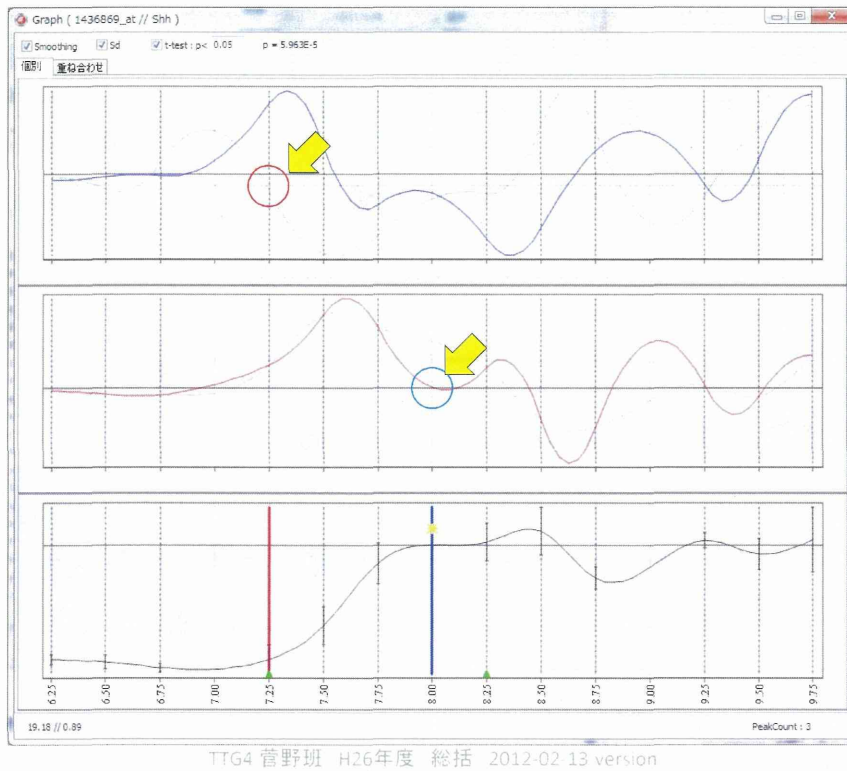 Graph ( 1436869_at // Shh )
Smoothing Sd t-test : p< 0.05 p = 5.963E-5
個別 重ね合わせ
6.25 6.50 6.75 7.00 7.25 7.50 7.75 8.00 8.25 8.50 8.75 9.00 9.25 9.50 9.75
19.18 // 0.89 PeakCount : 3
TTG4 菅野班 H26年度 総括 2012-02-13 version